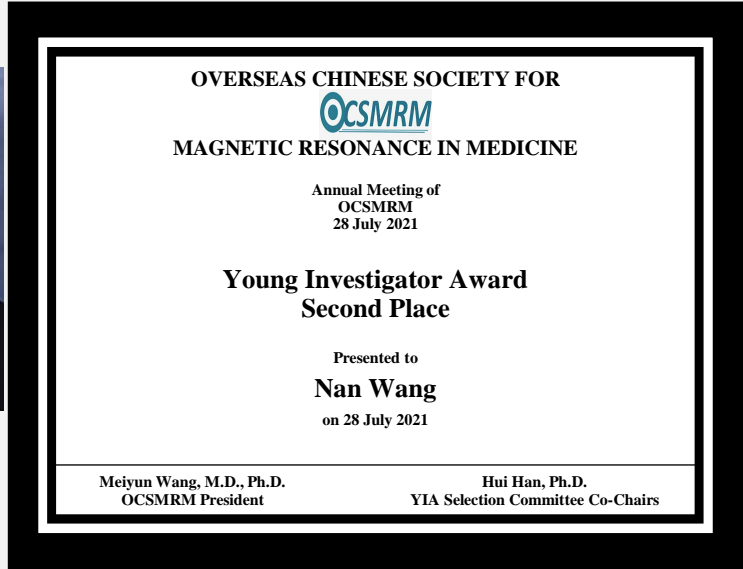 OVERSEAS CHINESE SOCIETY FOR
OCSMRM
MAGNETIC RESONANCE IN MEDICINE
Annual Meeting of
OCSMRM
28 July 2021
Young Investigator Award
Second Place
Presented to
Nan Wang
on 28 July 2021
Meiyun Wang, M.D., Ph.D.
OCSMRM President
Hui Han, Ph.D.
YIA Selection Committee Co-Chairs